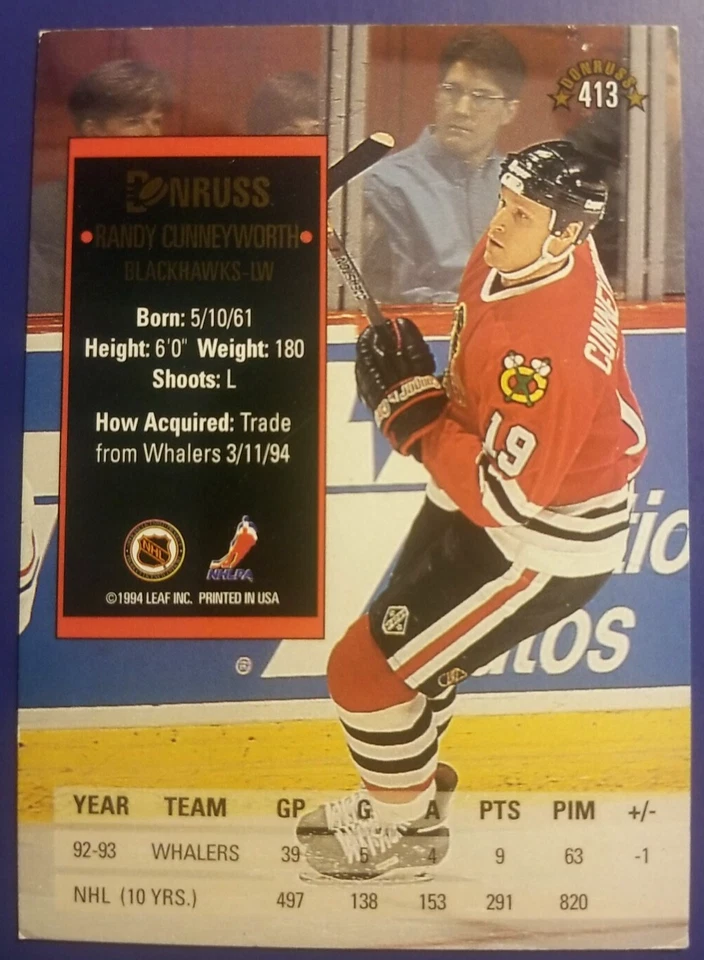 DONRUSS
413
DONRUSS
RANDY CUNNEYWORTH
BLACKHAWKS-LW
Born: 5/10/61
Height: 6'0" Weight: 180
Shoots: L
How Acquired: Trade
from Whalers 3/11/94
NHL
NHLPA
©1994 LEAF INC. PRINTED IN USA
CUNNE
19
®
YEAR TEAM GP G A PTS PIM +/-
92-93 WHALERS 39 5 4 9 63 -1
NHL (10 YRS.) 497 138 153 291 820